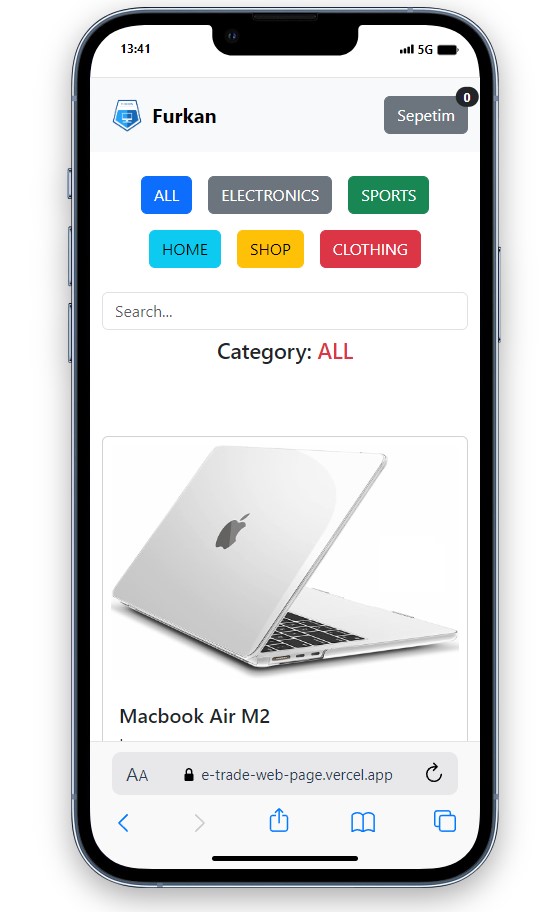 13:41 5G
Furkan Sepetim 0
ALL ELECTRONICS SPORTS
HOME SHOP CLOTHING
Search...
Category: ALL
Macbook Air M2
AA e-trade-web-page.vercel.app